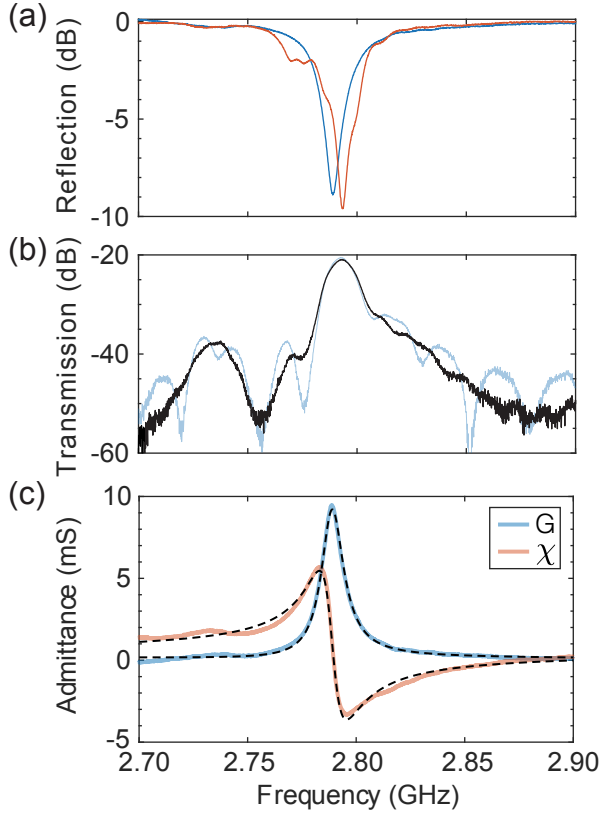 (a)
Reflection (dB)
0
-5
-10
(b)
Transmission (dB)
-20
-40
-60
(c)
Admittance (mS)
10
5
0
-5
G
χ
2.70 2.75 2.80 2.85 2.90
Frequency (GHz)